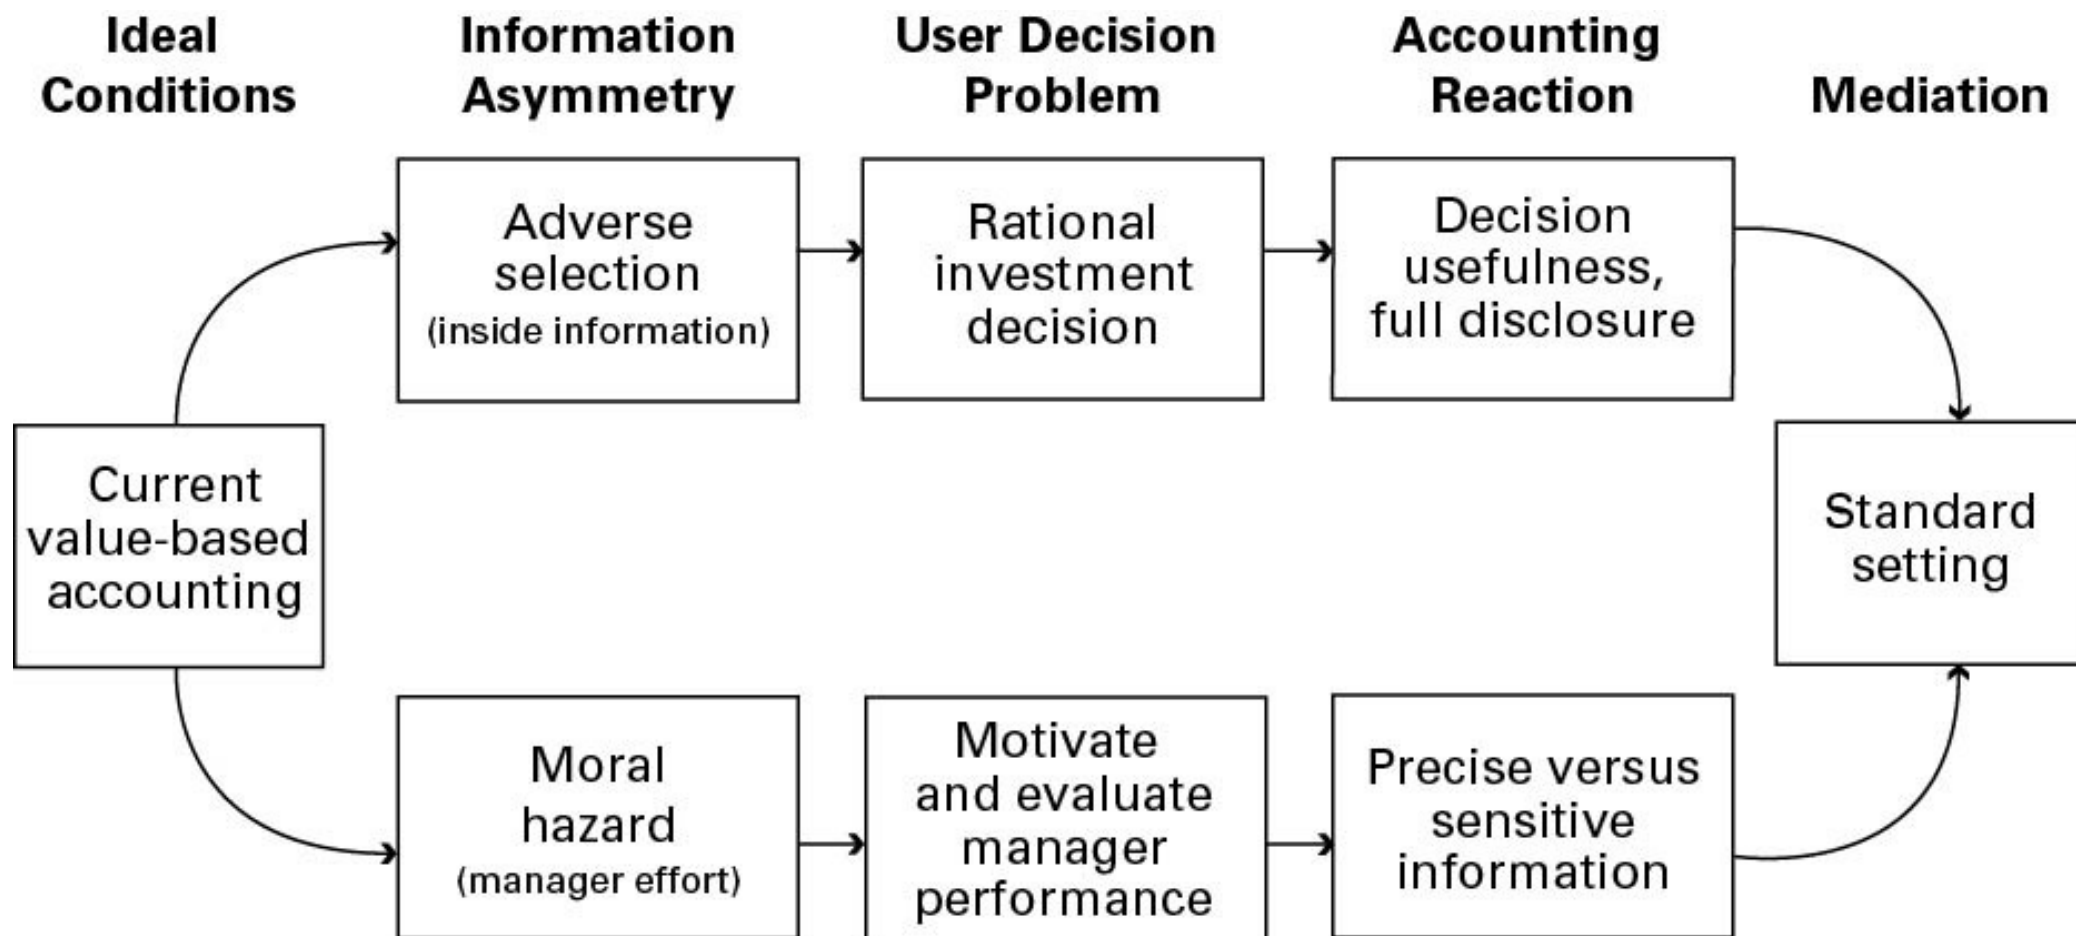 Ideal
Conditions
Information
Asymmetry
User Decision
Problem
Accounting
Reaction
Mediation
Adverse
selection
(inside information)
Rational
investment
decision
Decision
usefulness,
full disclosure
Current
value-based
accounting
Standard
setting
Moral
hazard
(manager effort)
Motivate
and evaluate
manager
performance
Precise versus
sensitive
information